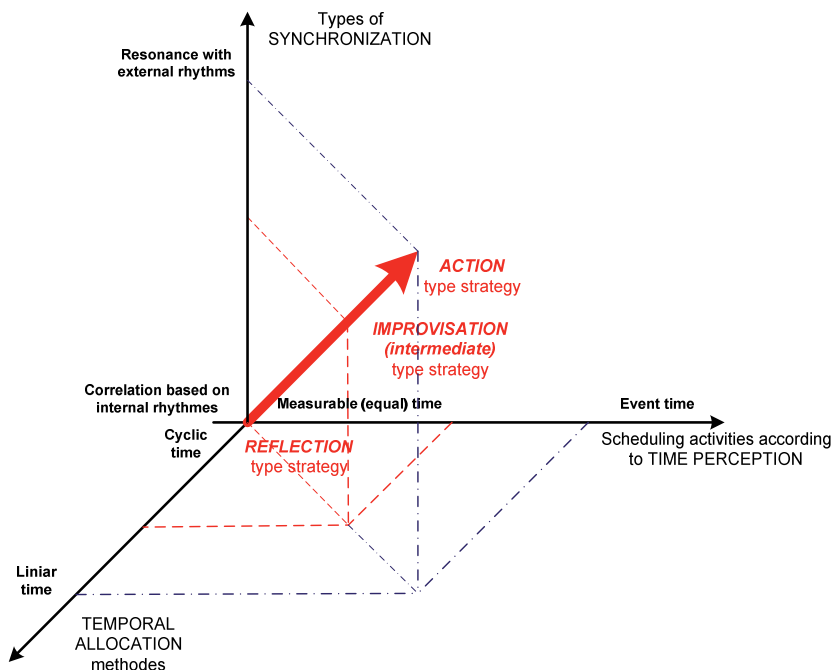 Types of
SYNCHRONIZATION
Resonance with
external rhythms
ACTION
type strategy
IMPROVISATION
(intermediate)
type strategy
Correlation based on
internal rhythmes
Measurable (equal) time
Event time
Cyclic
time
REFLECTION
type strategy
Scheduling activities according
to TIME PERCEPTION
Liniar
time
TEMPORAL
ALLOCATION
methodes